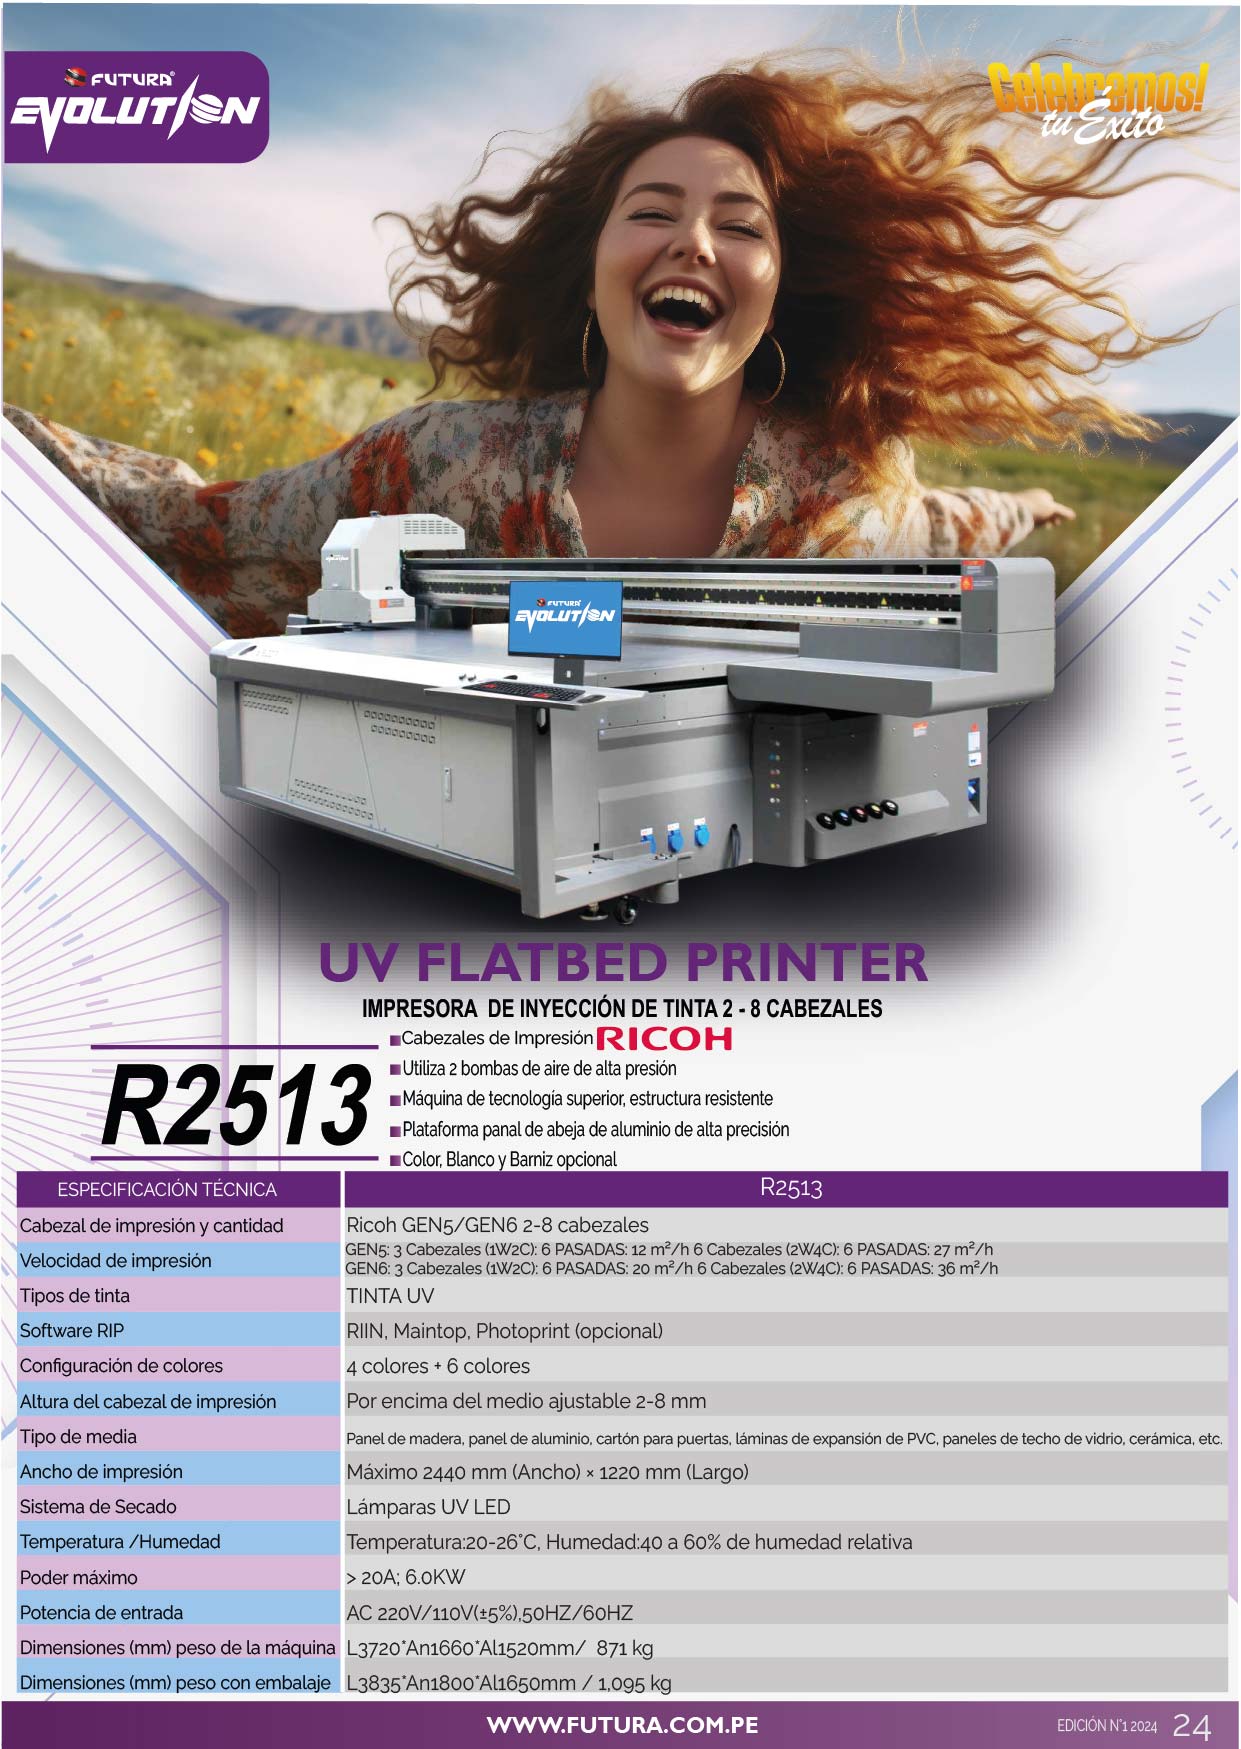 FUTURA®
EVOLUTION
Celebramos!
tu Exito
FUTURA
EVOLUTION
UV FLATBED PRINTER
IMPRESORA DE INYECCIÓN DE TINTA 2 - 8 CABEZALES
R2513
Cabezales de Impresión RICOH
Utiliza 2 bombas de aire de alta presión
Máquina de tecnología superior, estructura resistente
Plataforma panal de abeja de aluminio de alta precisión
Color, Blanco y Barniz opcional
ESPECIFICACIÓN TÉCNICA R2513
Cabezal de impresión y cantidad Ricoh GEN5/GEN6 2-8 cabezales
Velocidad de impresión GEN5: 3 Cabezales (1W2C): 6 PASADAS: 12 m²/h 6 Cabezales (2W4C): 6 PASADAS: 27 m²/h
GEN6: 3 Cabezales (1W2C): 6 PASADAS: 20 m²/h 6 Cabezales (2W4C): 6 PASADAS: 36 m²/h
Tipos de tinta TINTA UV
Software RIP RIIN, Maintop, Photoprint (opcional)
Configuración de colores 4 colores + 6 colores
Altura del cabezal de impresión Por encima del medio ajustable 2-8 mm
Tipo de media Panel de madera, panel de aluminio, cartón para puertas, láminas de expansión de PVC, paneles de techo de vidrio, cerámica, etc.
Ancho de impresión Máximo 2440 mm (Ancho) × 1220 mm (Largo)
Sistema de Secado Lámparas UV LED
Temperatura /Humedad Temperatura:20-26°C, Humedad:40 a 60% de humedad relativa
Poder máximo > 20A; 6.0KW
Potencia de entrada AC 220V/110V(±5%),50HZ/60HZ
Dimensiones (mm) peso de la máquina L3720*An1660*Al1520mm/ 871 kg
Dimensiones (mm) peso con embalaje L3835*An1800*Al1650mm / 1,095 kg
WWW.FUTURA.COM.PE
EDICIÓN N°1 2024 24